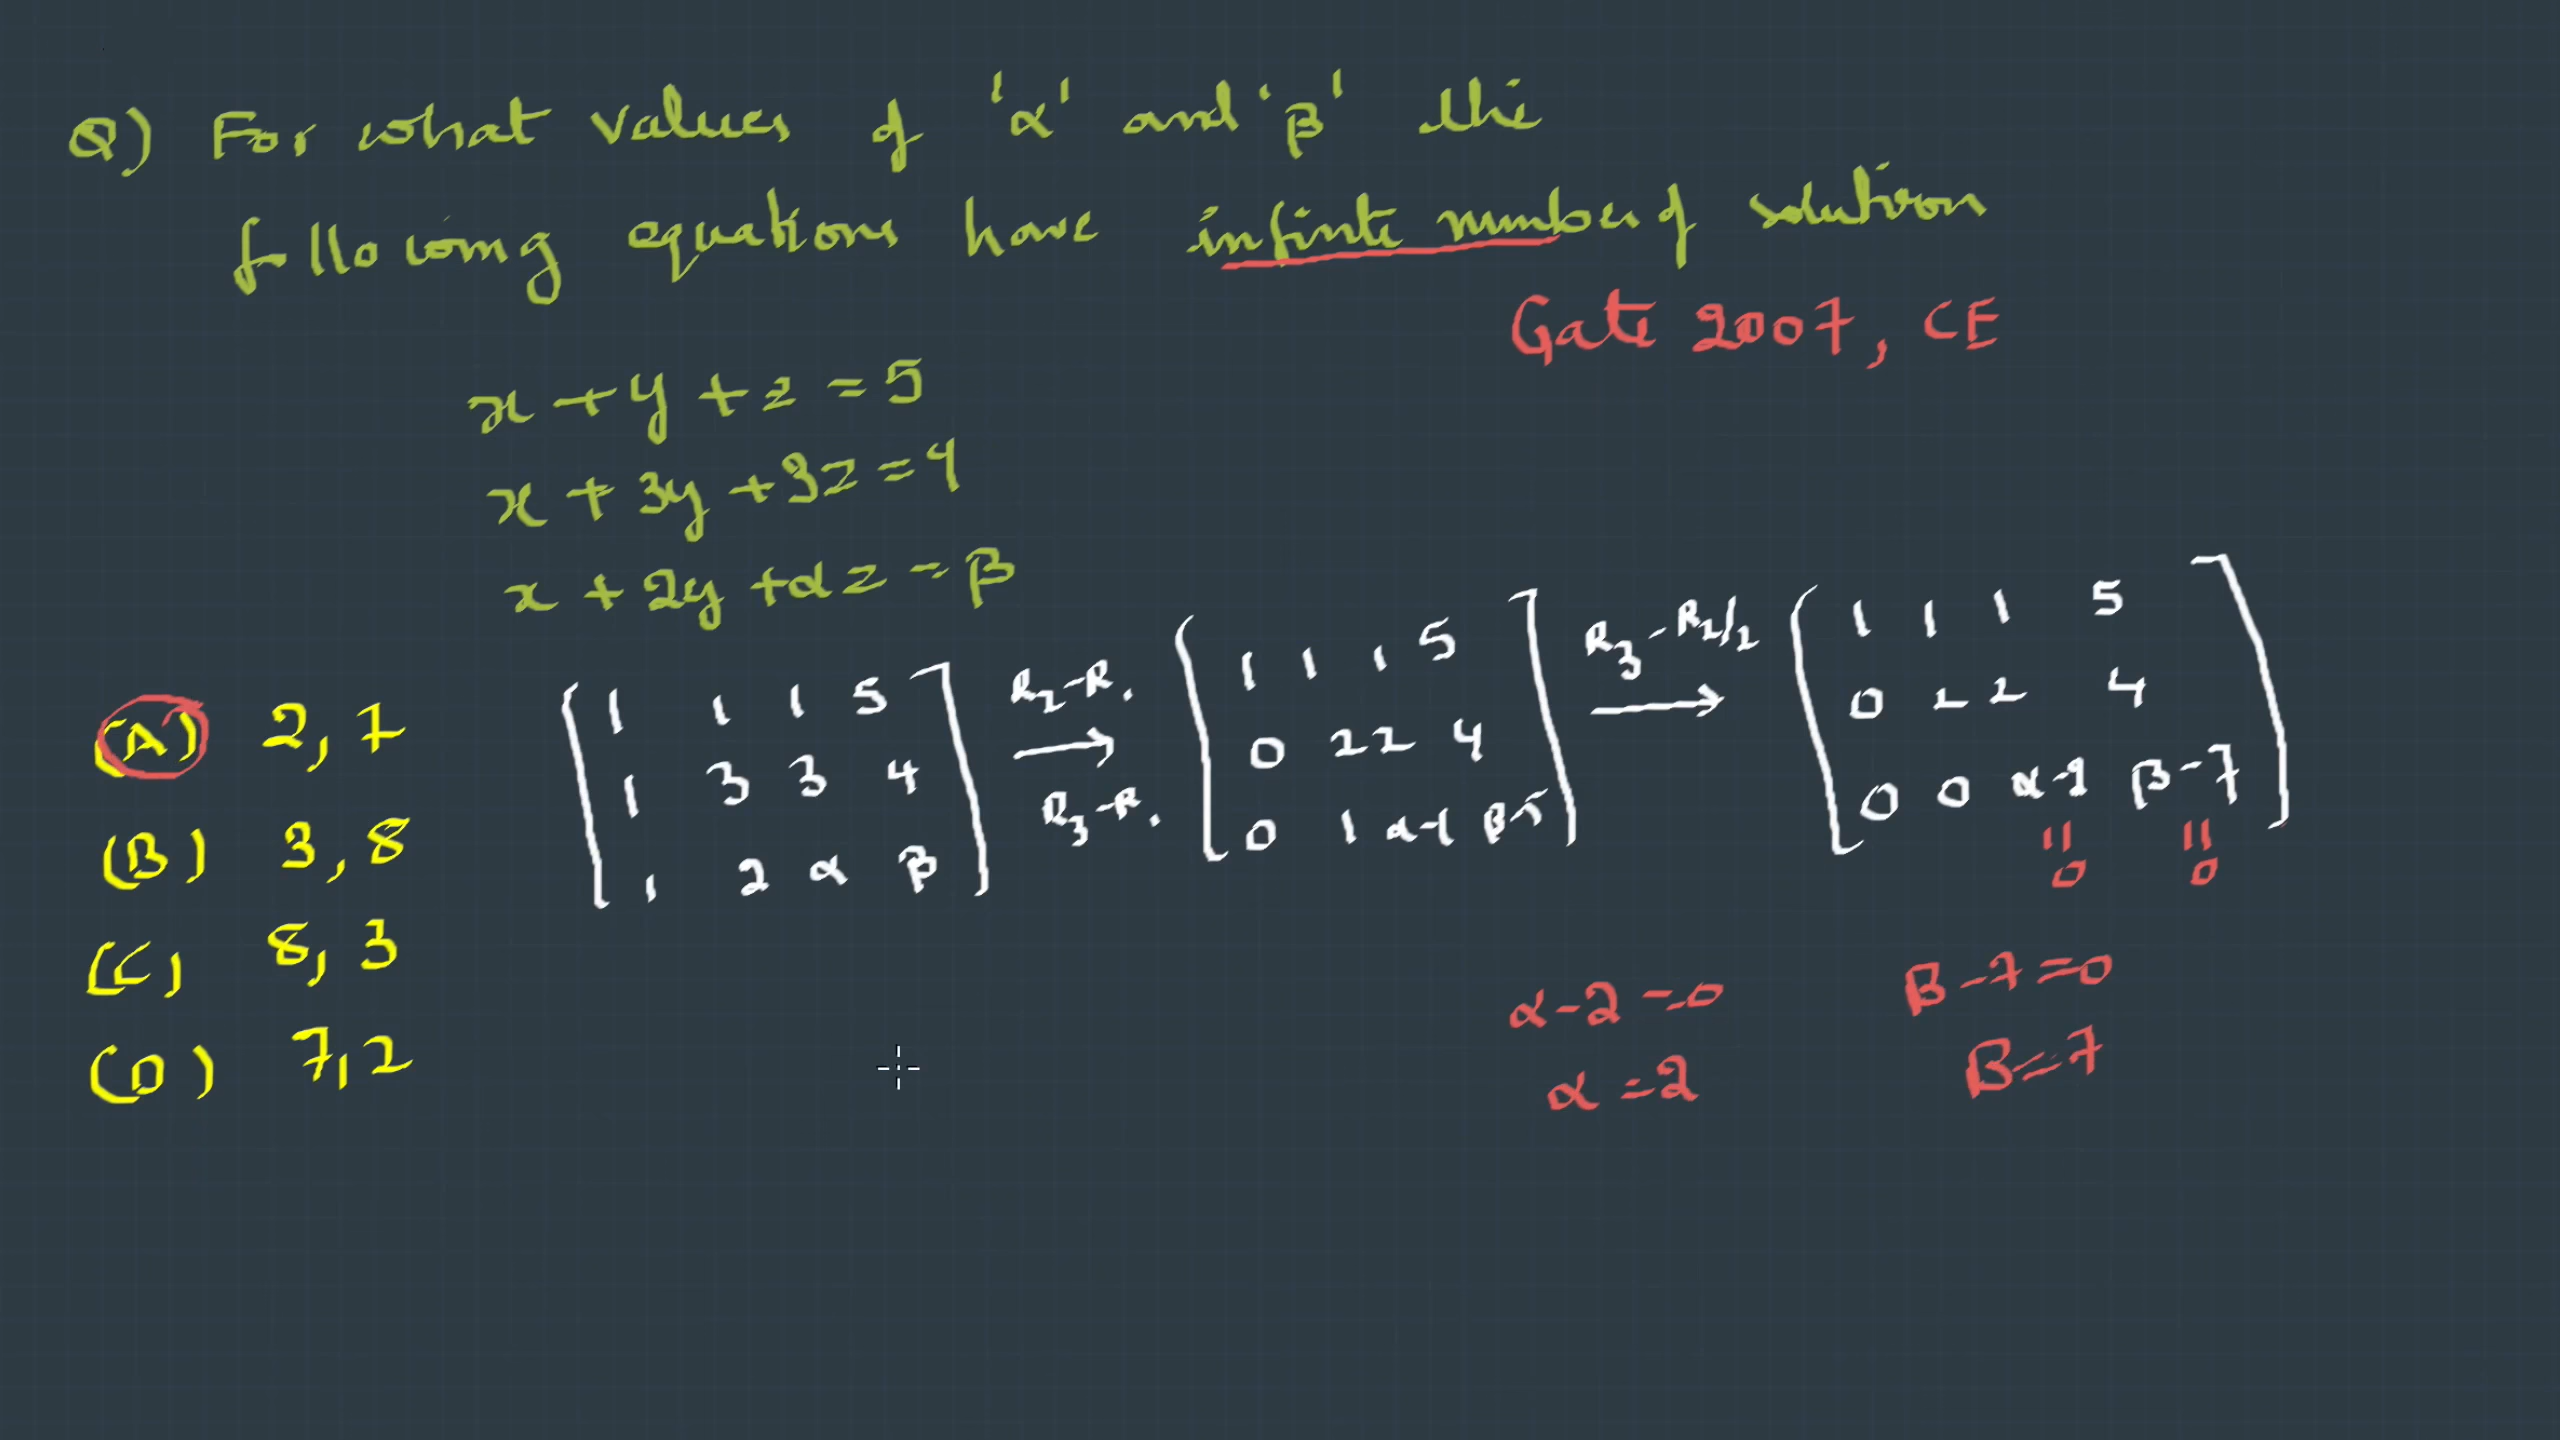 Q) For what values of 'α' and 'β' the
following equations have infinite number of solution
Gate 2007, CE
x + y + z = 5
x + 3y + 3z = 4
x + 2y + αz = β
(A) 2, 7
(B) 3, 8
(C) 8, 3
(D) 7, 2
1 1 1 5
1 3 3 4
1 2 α β
R2-R1
R3-R1
1 1 1 5
0 2 2 4
0 1 α-1 β-5
R3-R2/2
1 1 1 5
0 2 2 4
0 0 α-2 β-7
= 0 = 0
α-2=0 β-7=0
α=2 β=7